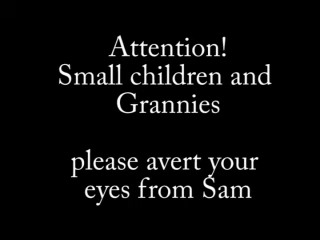 Attention!
Small children and
Grannies
please avert your
eyes from Sam